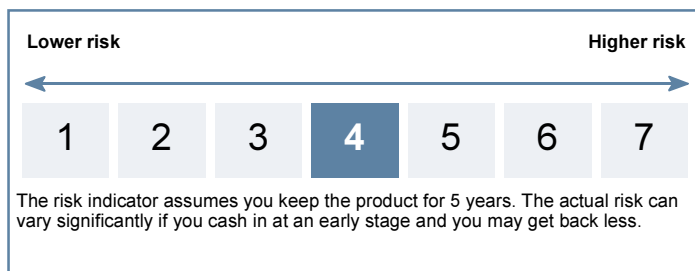 Lower risk Higher risk
1 2 3 4 5 6 7
The risk indicator assumes you keep the product for 5 years. The actual risk can
vary significantly if you cash in at an early stage and you may get back less.